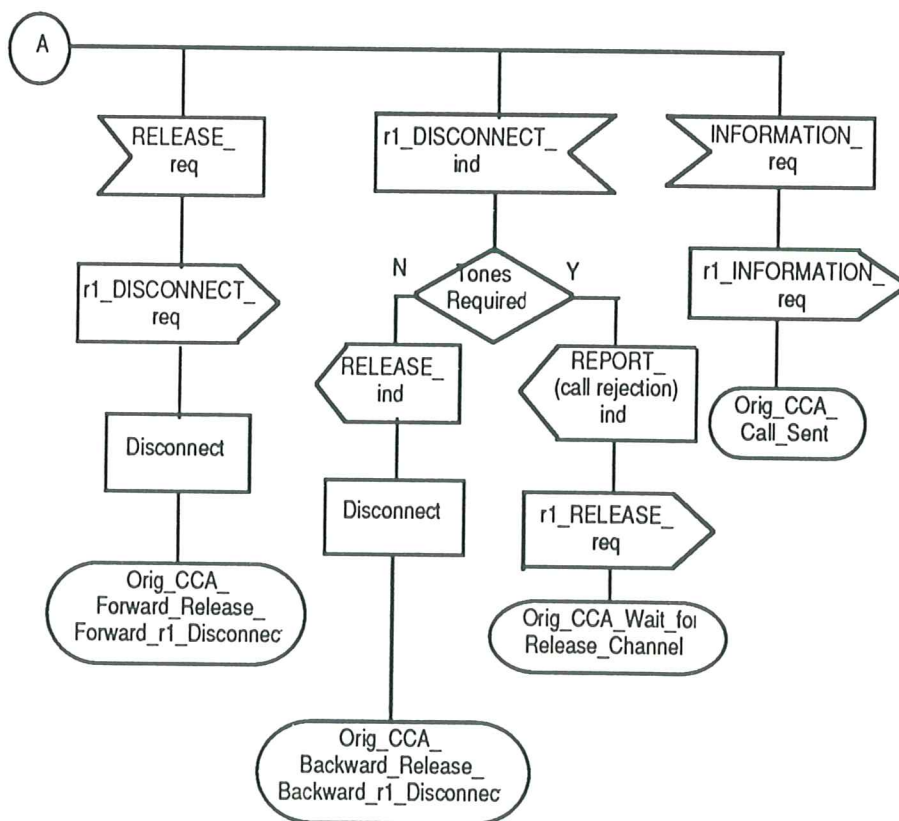 A
RELEASE_
req
r1_DISCONNECT_
ind
INFORMATION_
req
r1_DISCONNECT_
req
N
Tones
Required
Y
r1_INFORMATION_
req
RELEASE_
ind
REPORT_
(call rejection)
ind
Orig_CCA_
Call_Sent
Disconnect
Disconnect
r1_RELEASE_
req
Orig_CCA_
Forward_Release_
Forward_r1_Disconnec
Orig_CCA_Wait_for
Release_Channel
Orig_CCA_
Backward_Release_
Backward_r1_Disconnec